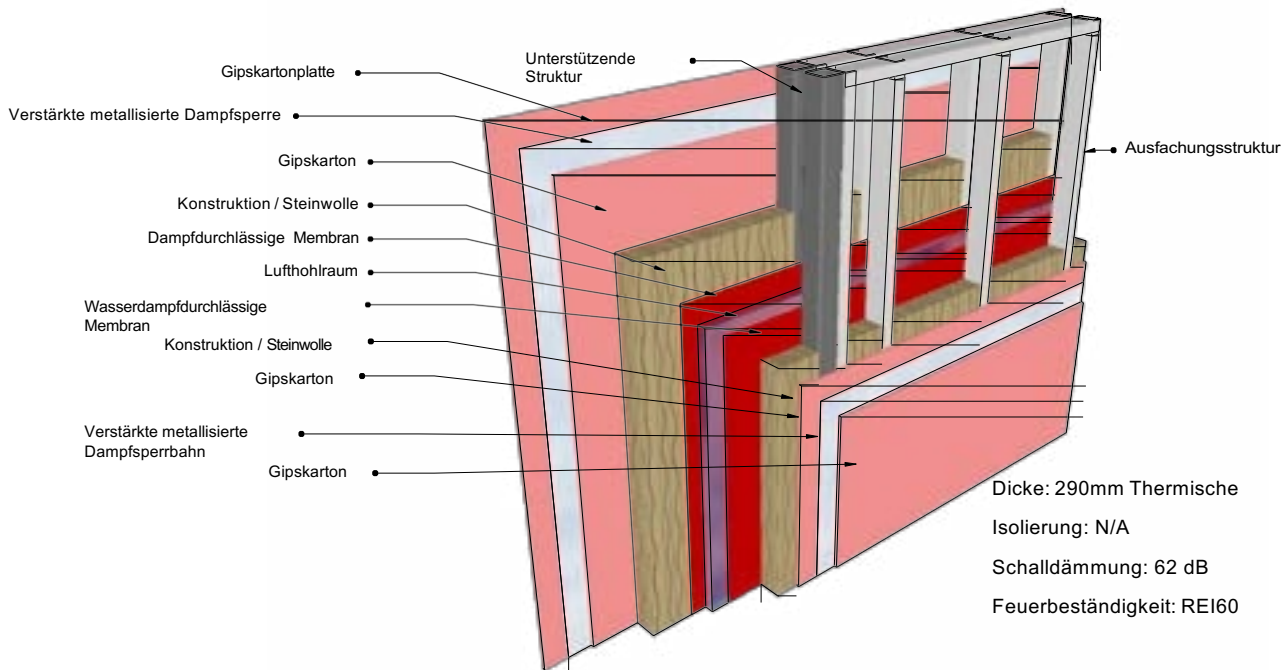 Unterstützende
Struktur
Gipskartonplatte
Verstärkte metallisierte Dampfsperre
Ausfachungsstruktur
Gipskarton
Konstruktion / Steinwolle
Dampfdurchlässige Membran
Lufthohlraum
Wasserdampfdurchlässige
Membran
Konstruktion / Steinwolle
Gipskarton
Verstärkte metallisierte
Dampfsperrbahn
Gipskarton
Dicke: 290mm Thermische
Isolierung: N/A
Schalldämmung: 62 dB
Feuerbeständigkeit: REI60